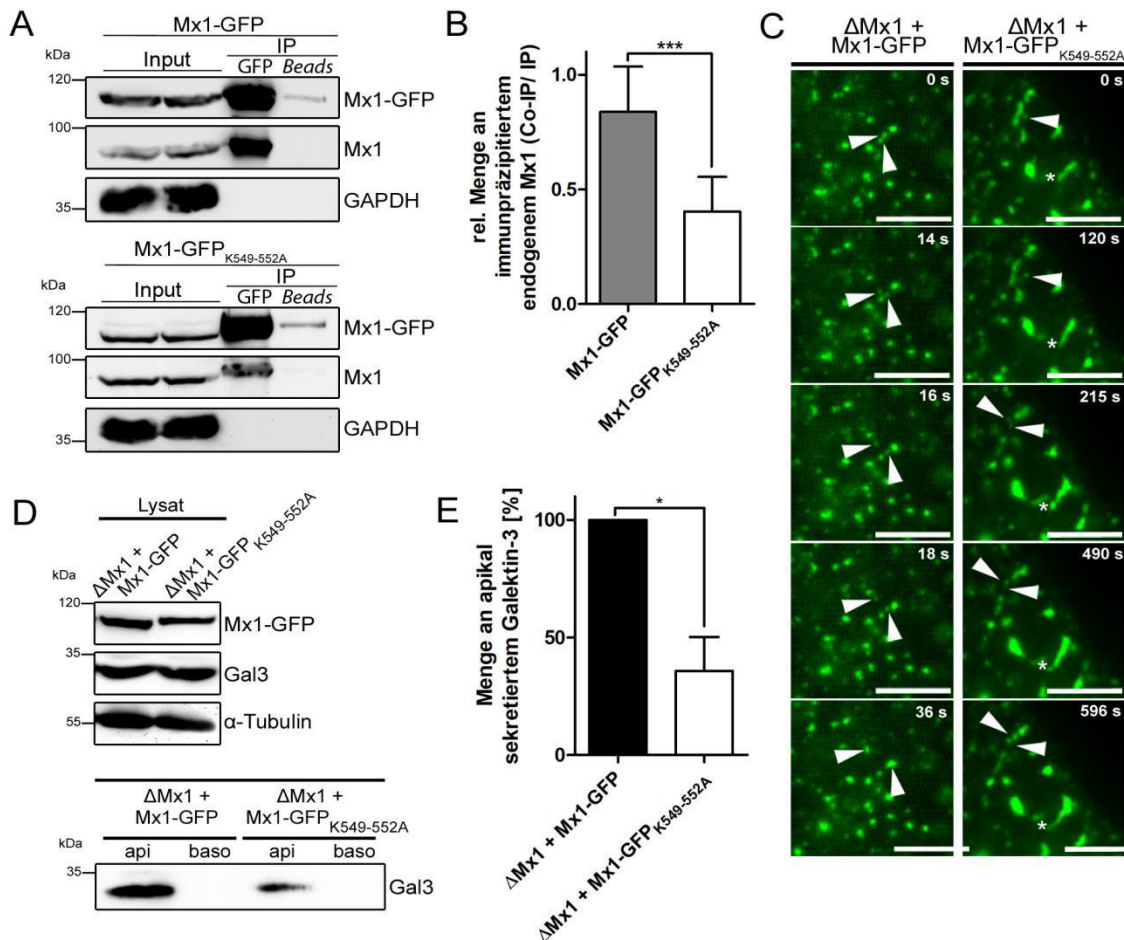 A
Mx1-GFP
IP
kDa
Input
GFP
Beads
120
Mx1-GFP
100
Mx1
35
GAPDH
Mx1-GFPK549-552A
IP
kDa
Input
GFP
Beads
120
Mx1-GFP
100
Mx1
35
GAPDH
B
***
rel. Menge an
immunpräzipitiertem
endogenem Mx1 (Co-IP/ IP)
1.0
0.5
0.0
Mx1-GFP
Mx1-GFPK549-552A
C
ΔMx1 +
Mx1-GFP
ΔMx1 +
Mx1-GFPK549-552A
0 s
0 s
*
14 s
120 s
*
16 s
215 s
*
18 s
490 s
*
36 s
596 s
*
D
Lysat
ΔMx1 +
Mx1-GFP
ΔMx1 +
Mx1-GFP K549-552A
kDa
120
Mx1-GFP
35
Gal3
55
α-Tubulin
ΔMx1 +
Mx1-GFP
ΔMx1 +
Mx1-GFPK549-552A
kDa
api
baso
api
baso
35
Gal3
E
*
Menge an apikal
sekretiertem Galektin-3 [%]
100
50
0
ΔMx1 + Mx1-GFP
ΔMx1 + Mx1-GFPK549-552A